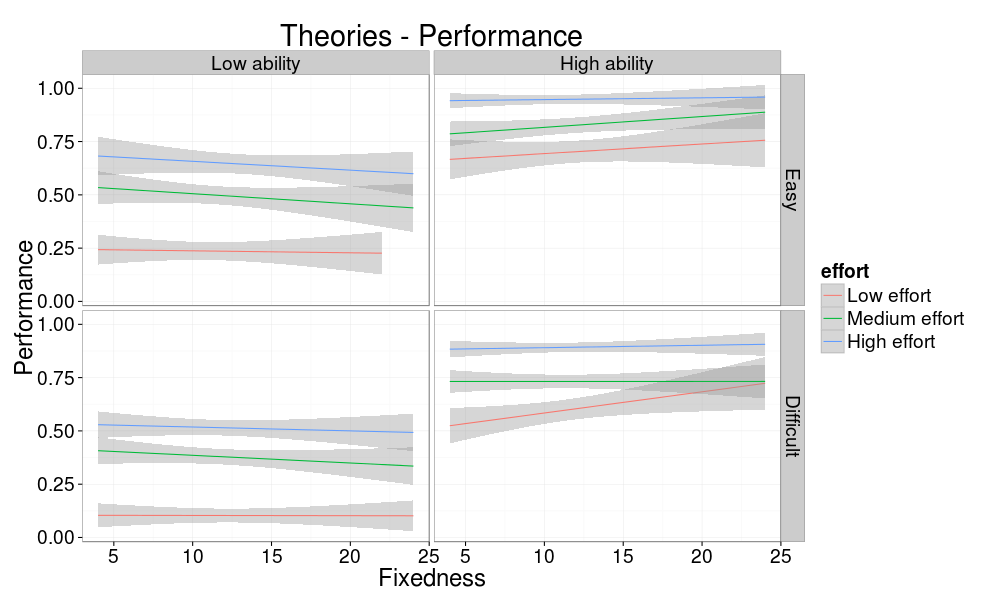 Theories - Performance
Low ability
High ability
1.00
0.75
0.50
0.25
0.00
Easy
1.00
0.75
0.50
0.25
0.00
Difficult
Performance
5 10 15 20 25 5 10 15 20 25
Fixedness
effort
Low effort
Medium effort
High effort